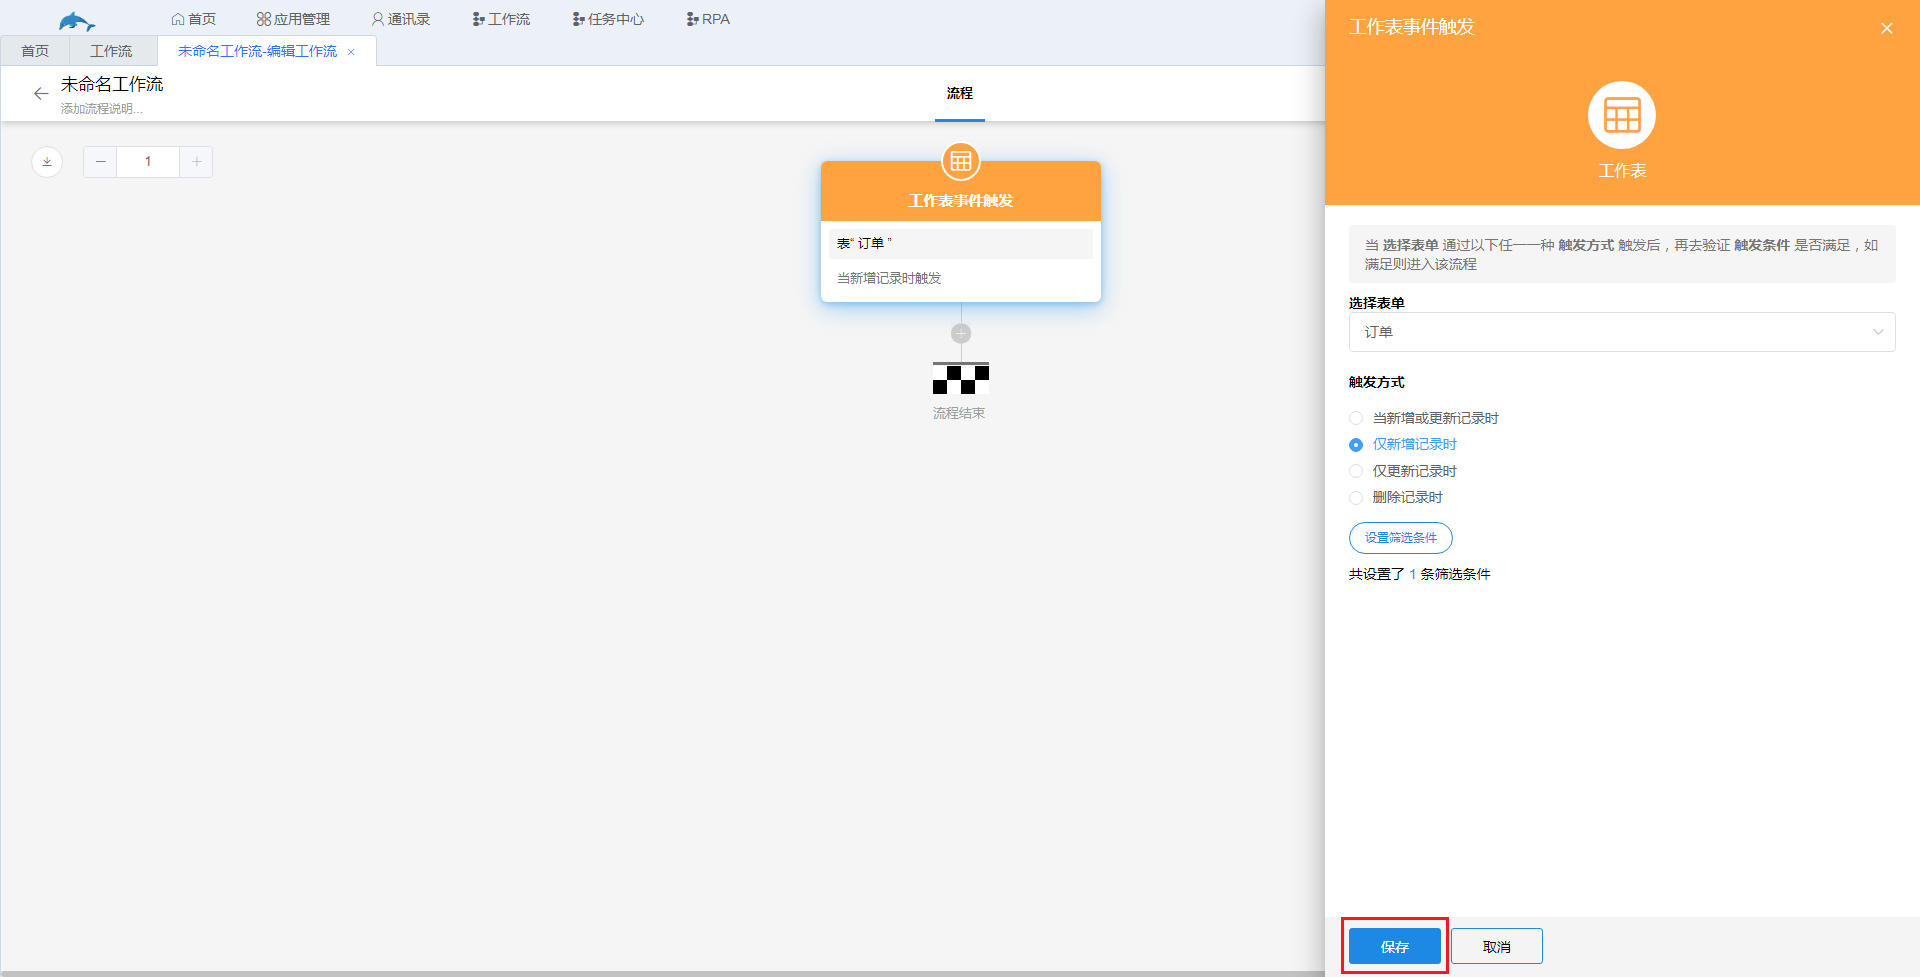 首页 应用管理 通讯录 工作流 任务中心 RPA
首页 工作流 未命名工作流-编辑工作流
未命名工作流
添加流程说明...
流程
1
工作表事件触发
表“ 订单 ”
当新增记录时触发
流程结束
工作表事件触发
工作表
当 选择表单 通过以下任一一种 触发方式 触发后，再去验证 触发条件 是否满足，如
满足则进入该流程
选择表单
订单
触发方式
当新增或更新记录时
仅新增记录时
仅更新记录时
删除记录时
设置筛选条件
共设置了 1 条筛选条件
保存 取消